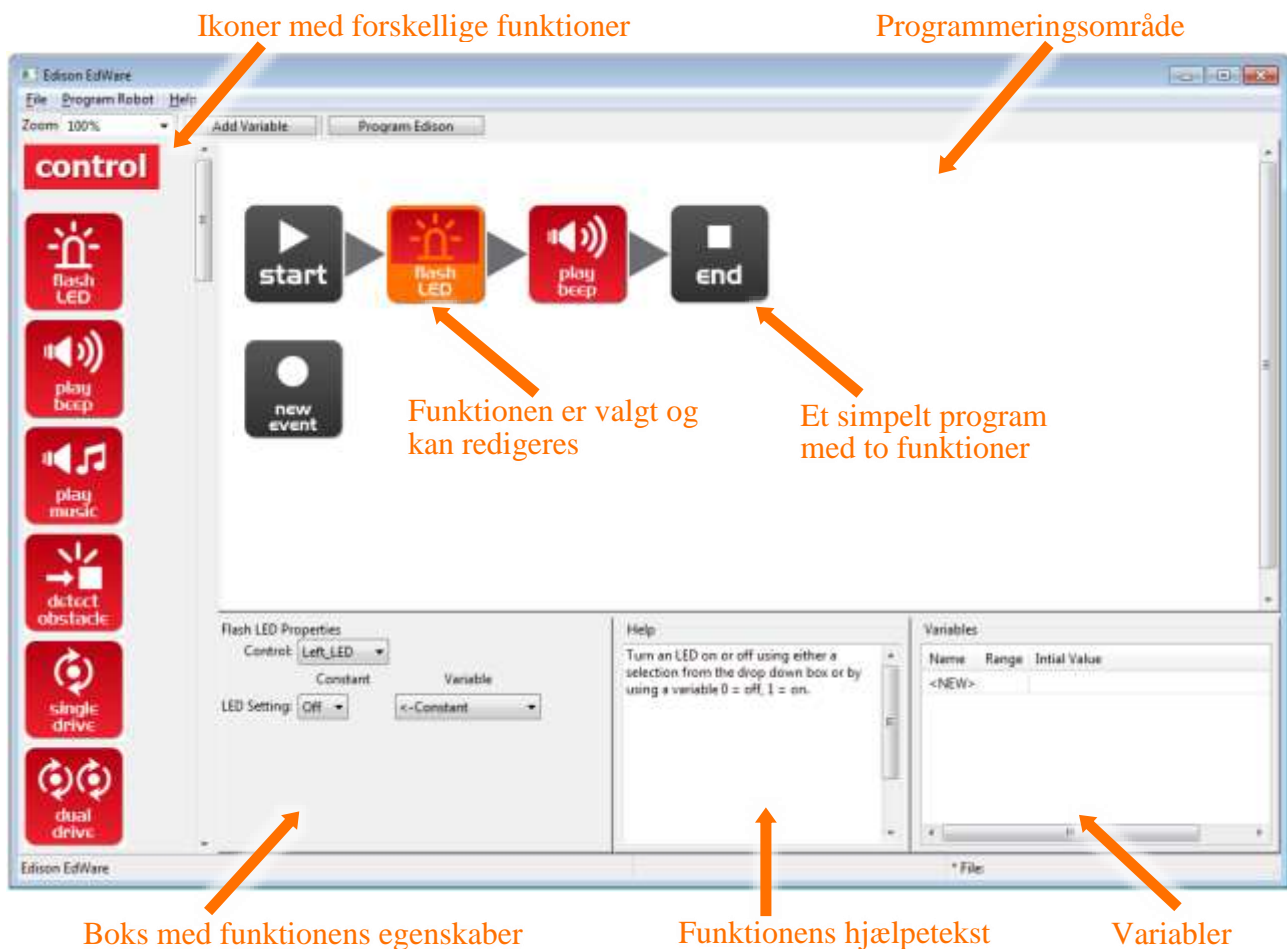 Ikoner med forskellige funktioner
Programmeringsområde
Edison EdWare
File Program Robot Help
Zoom 100% Add Variable Program Edison
control
flash
LED
play
beep
play
music
detect
obstacle
single
drive
dual
drive
start
flash
LED
play
beep
end
new
event
Funktionen er valgt og
kan redigeres
Et simpelt program
med to funktioner
Flash LED Properties
Control: Left_LED
Constant Variable
LED Setting: Off <-Constant
Help
Turn an LED on or off using either a
selection from the drop down box or by
using a variable 0 = off, 1 = on.
Variables
Name Range Intial Value
<NEW>
Edison EdWare
* File:
Boks med funktionens egenskaber
Funktionens hjælpetekst
Variabler